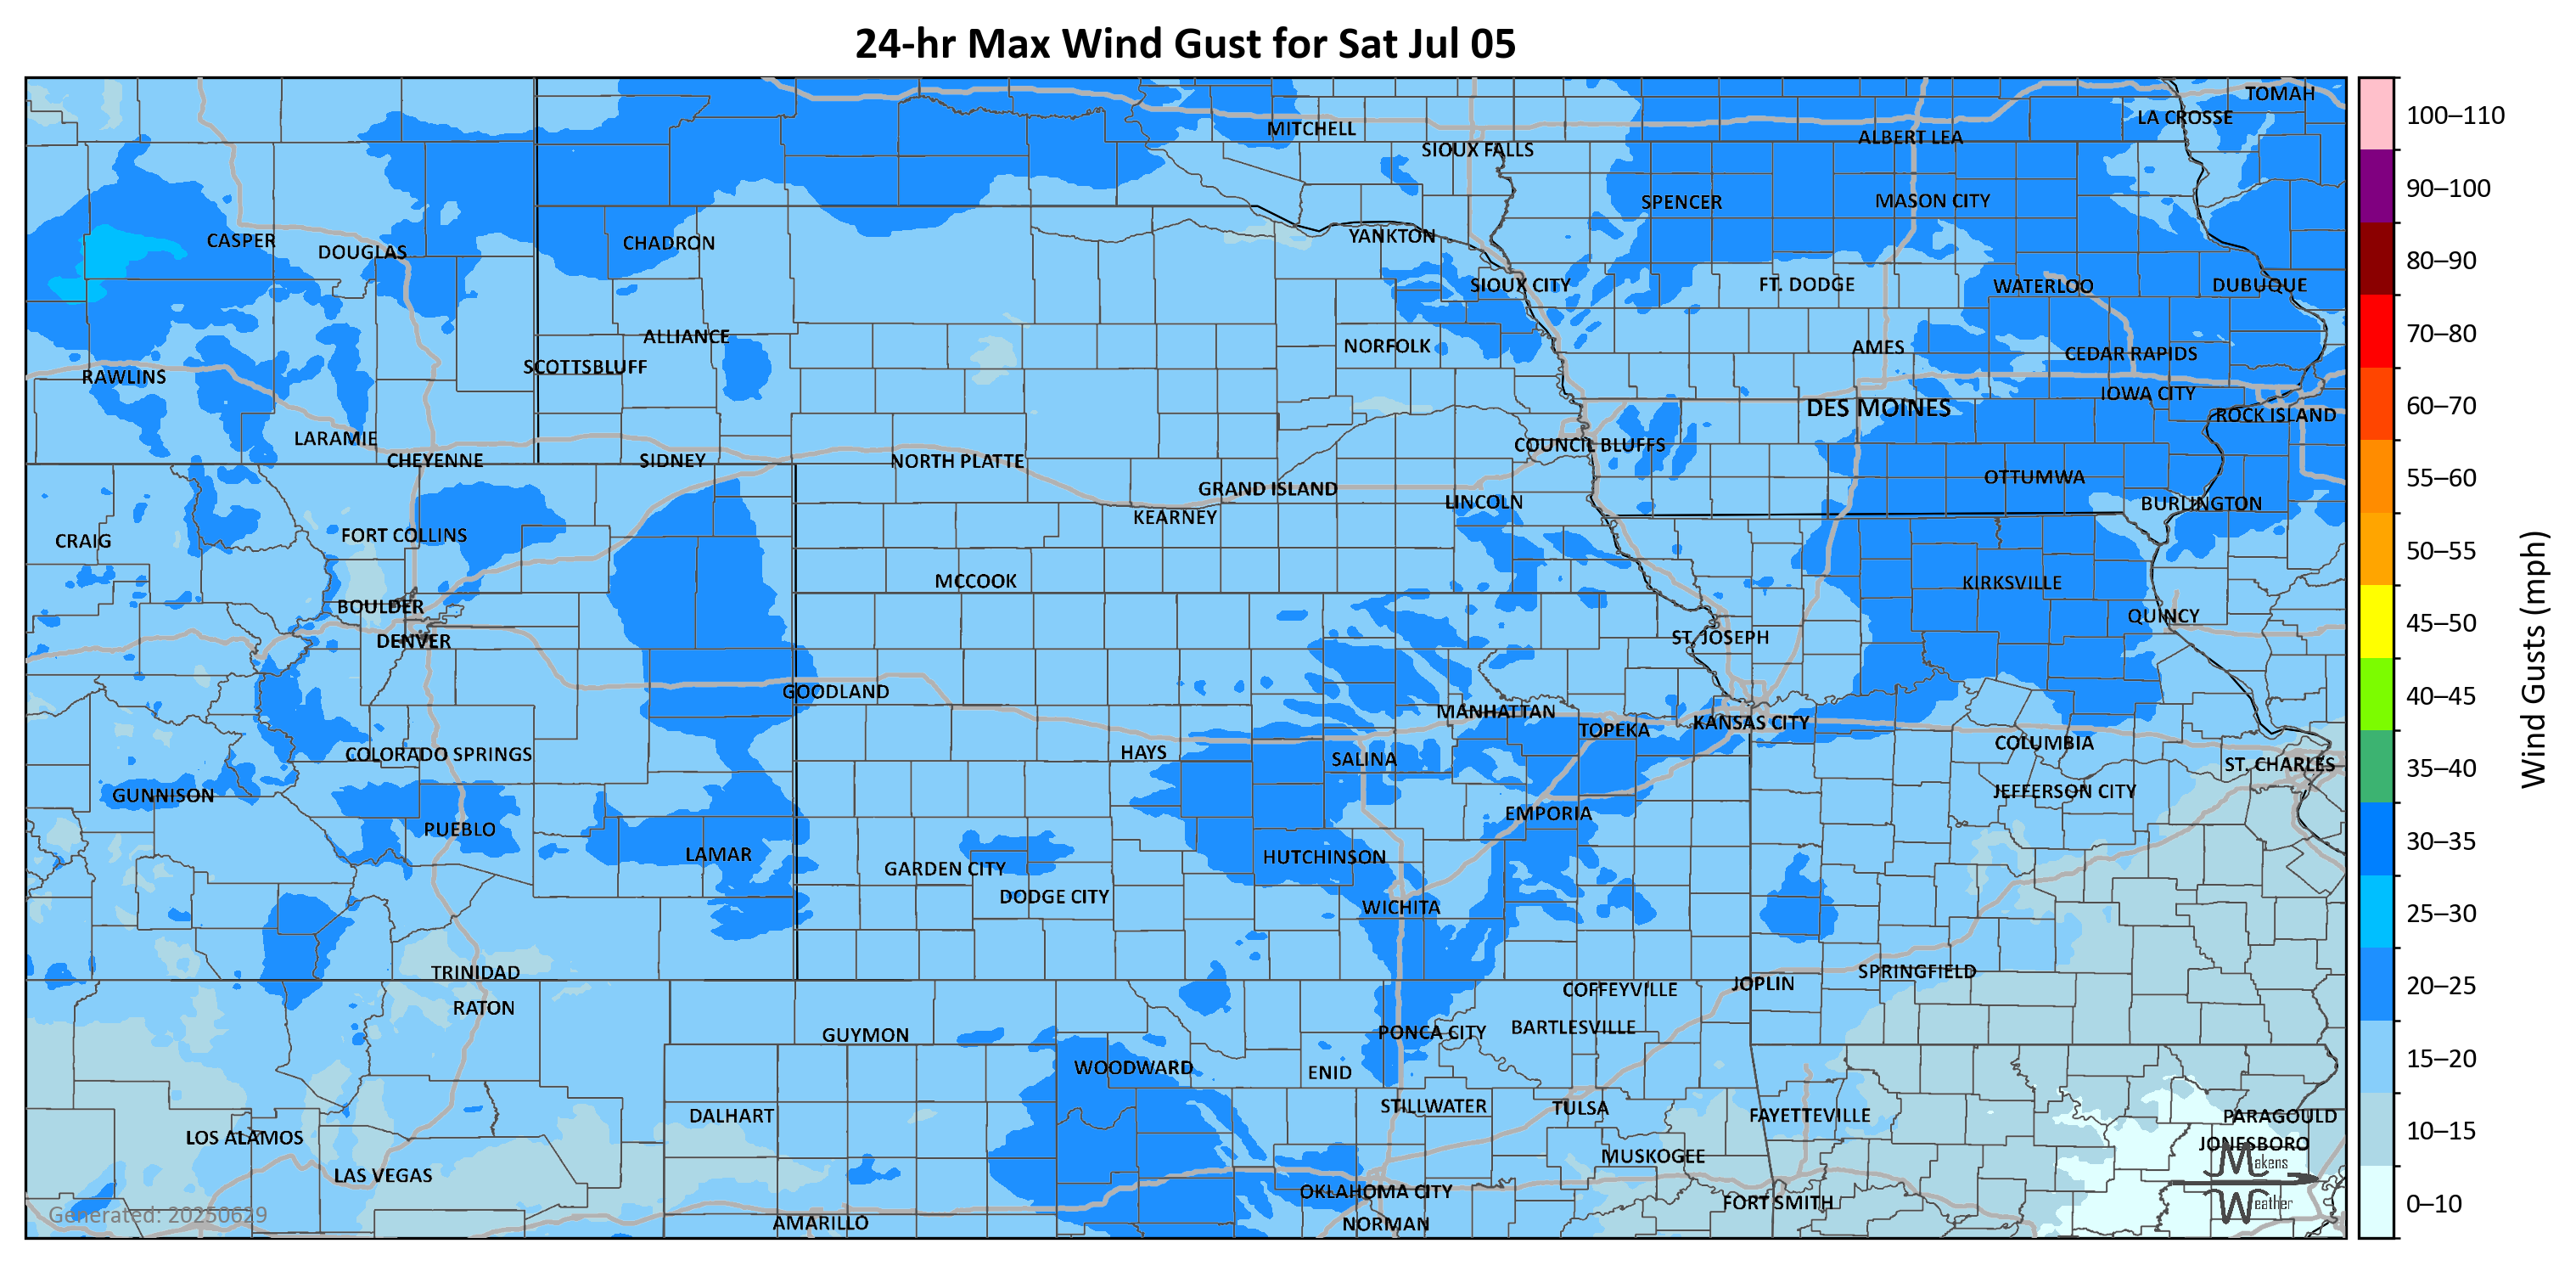 24-hr Max Wind Gust for Sat Jul 05
TOMAH
LA CROSSE
MITCHELL
ALBERT LEA
SIOUX FALLS
SPENCER
MASON CITY
CASPER
DOUGLAS
CHADRON
YANKTON
SIOUX CITY
FT. DODGE
WATERLOO
DUBUQUE
ALLIANCE
NORFOLK
AMES
CEDAR RAPIDS
SCOTTSBLUFF
RAWLINS
IOWA CITY
DES MOINES
ROCK ISLAND
LARAMIE
COUNCIL BLUFFS
CHEYENNE
SIDNEY
NORTH PLATTE
OTTUMWA
GRAND ISLAND
LINCOLN
BURLINGTON
KEARNEY
FORT COLLINS
CRAIG
MCCOOK
KIRKSVILLE
BOULDER
QUINCY
DENVER
ST. JOSEPH
GOODLAND
MANHATTAN
KANSAS CITY
TOPEKA
COLUMBIA
HAYS
COLORADO SPRINGS
SALINA
ST. CHARLES
JEFFERSON CITY
GUNNISON
EMPORIA
PUEBLO
LAMAR
HUTCHINSON
GARDEN CITY
DODGE CITY
WICHITA
TRINIDAD
SPRINGFIELD
JOPLIN
COFFEYVILLE
RATON
BARTLESVILLE
PONCA CITY
GUYMON
WOODWARD
ENID
STILLWATER
TULSA
DALHART
FAYETTEVILLE
PARAGOULD
LOS ALAMOS
JONESBORO
MUSKOGEE
LAS VEGAS
OKLAHOMA CITY
FORT SMITH
AMARILLO
NORMAN
Makens
Weather
Generated: 20250629
100–110
90–100
80–90
70–80
60–70
55–60
50–55
45–50
40–45
35–40
30–35
25–30
20–25
15–20
10–15
0–10
Wind Gusts (mph)